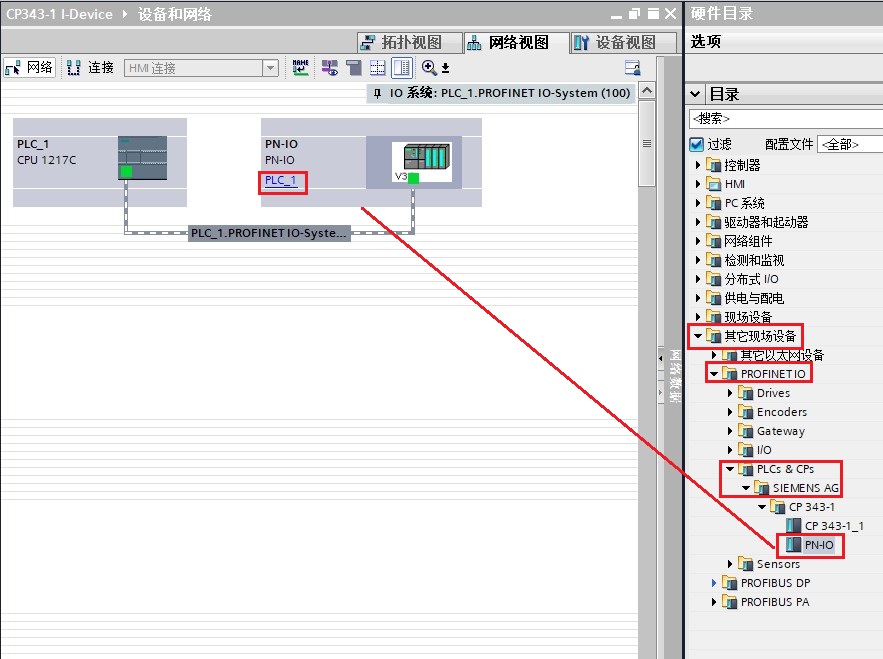 CP343-1 I-Device ▸ 设备和网络
拓扑视图 网络视图 设备视图
网络 连接 HMI 连接
IO 系统: PLC_1.PROFINET IO-System (100)
PLC_1
CPU 1217C
PN-IO
PN-IO
PLC_1
V3
PLC_1.PROFINET IO-Syste...
网络数据
硬件目录
选项
目录
<搜索>
过滤 配置文件 <全部>
控制器
HMI
PC 系统
驱动器和起动器
网络组件
检测和监视
分布式 I/O
供电与配电
现场设备
其它现场设备
其它以太网设备
PROFINET IO
Drives
Encoders
Gateway
I/O
PLCs & CPs
SIEMENS AG
CP 343-1
CP 343-1_1
PN-IO
Sensors
PROFIBUS DP
PROFIBUS PA